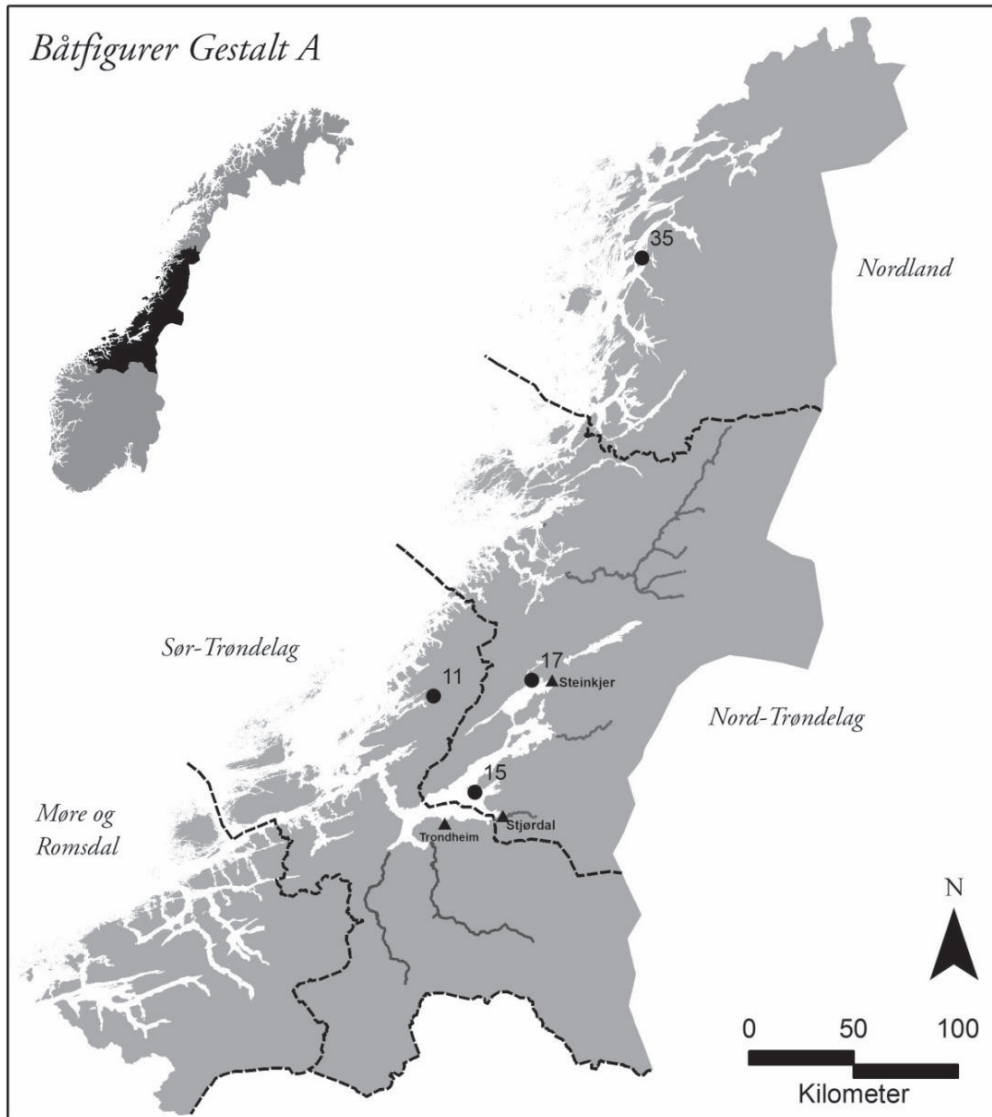 Båtfigurer Gestalt A
35
Nordland
Sør-Trøndelag
11
17
Steinkjer
Nord-Trøndelag
15
Møre og
Romsdal
Stjørdal
Trondheim
N
0 50 100
Kilometer